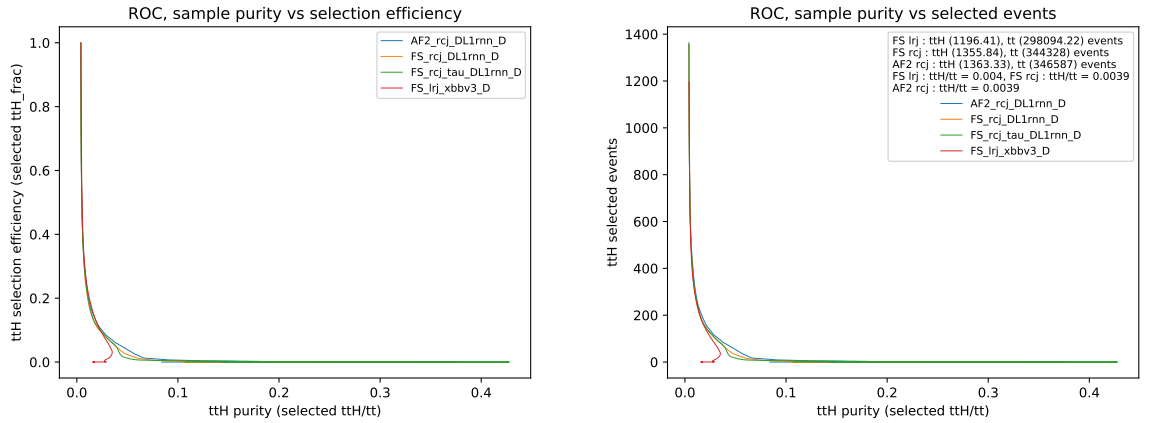 ROC, sample purity vs selection efficiency
ttH selection efficiency (selected ttH_frac)
1.0
0.8
0.6
0.4
0.2
0.0
AF2_rcj_DL1rnn_D
FS_rcj_DL1rnn_D
FS_rcj_tau_DL1rnn_D
FS_lrj_xbbv3_D
0.0 0.1 0.2 0.3 0.4
ttH purity (selected ttH/tt)
ROC, sample purity vs selected events
ttH selected events
1400
1200
1000
800
600
400
200
0
FS lrj : ttH (1196.41), tt (298094.22) events
FS rcj : ttH (1355.84), tt (344328) events
AF2 rcj : ttH (1363.33), tt (346587) events
FS lrj : ttH/tt = 0.004, FS rcj : ttH/tt = 0.0039
AF2 rcj : ttH/tt = 0.0039
AF2_rcj_DL1rnn_D
FS_rcj_DL1rnn_D
FS_rcj_tau_DL1rnn_D
FS_lrj_xbbv3_D
0.0 0.1 0.2 0.3 0.4
ttH purity (selected ttH/tt)